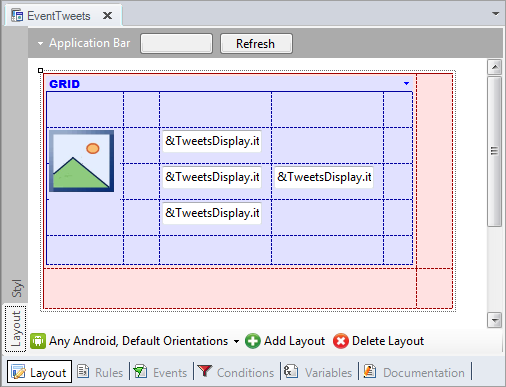 EventTweets
Application Bar
Refresh
GRID
&TweetsDisplay.it
&TweetsDisplay.it
&TweetsDisplay.it
&TweetsDisplay.it
Styl
Layout
Any Android, Default Orientations
Add Layout
Delete Layout
Layout
Rules
Events
Conditions
Variables
Documentation